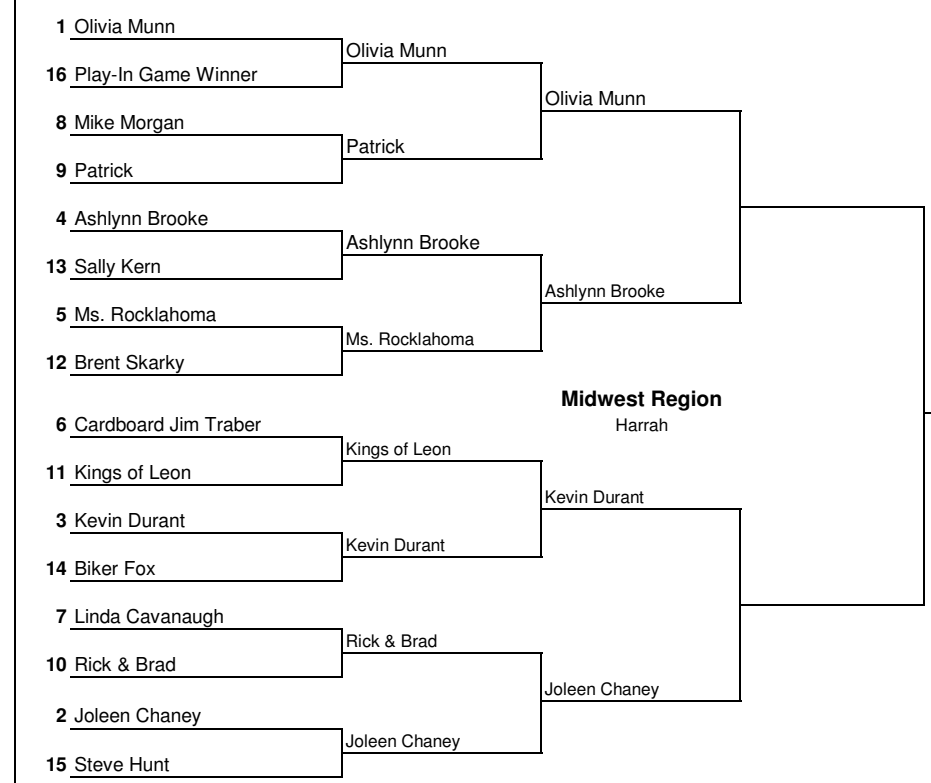 1 Olivia Munn
Olivia Munn
16 Play-In Game Winner
Olivia Munn
8 Mike Morgan
Patrick
9 Patrick
4 Ashlynn Brooke
Ashlynn Brooke
13 Sally Kern
Ashlynn Brooke
5 Ms. Rocklahoma
Ms. Rocklahoma
12 Brent Skarky
Midwest Region
Harrah
6 Cardboard Jim Traber
Kings of Leon
11 Kings of Leon
Kevin Durant
3 Kevin Durant
Kevin Durant
14 Biker Fox
7 Linda Cavanaugh
Rick & Brad
10 Rick & Brad
Joleen Chaney
2 Joleen Chaney
Joleen Chaney
15 Steve Hunt